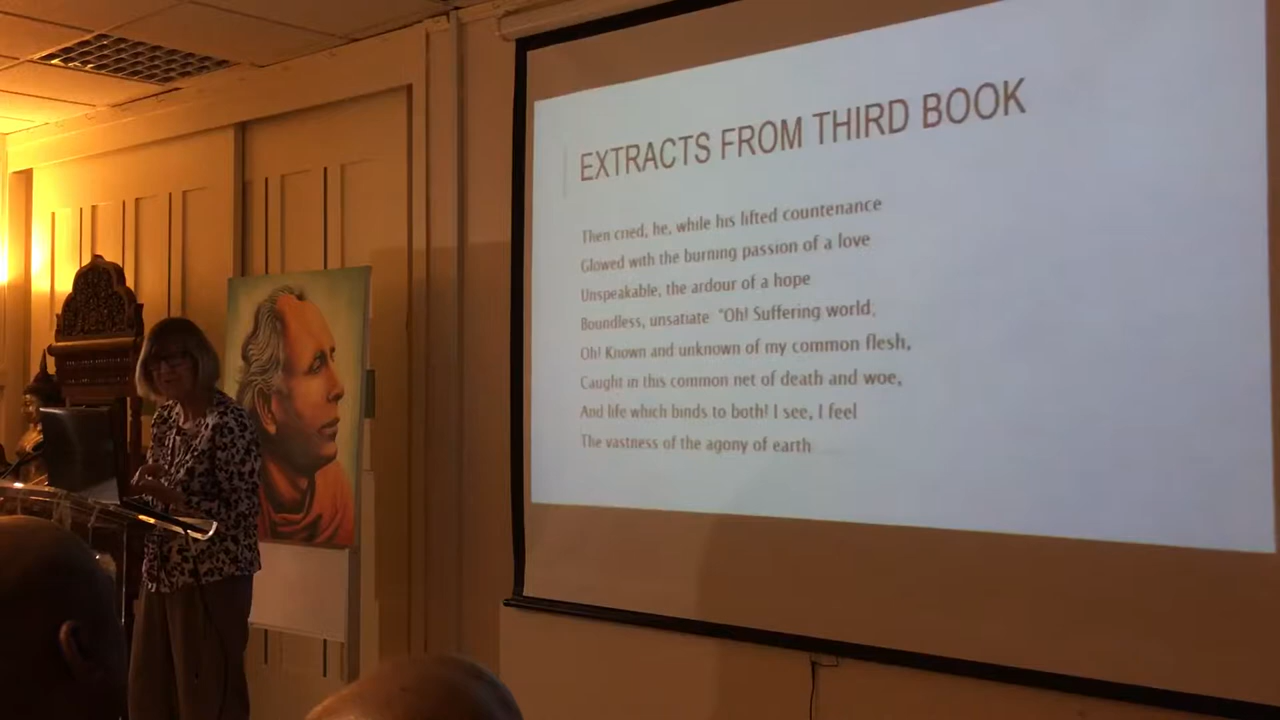 EXTRACTS FROM THIRD BOOK
Then cried, he, while his lifted countenance
Glowed with the burning passion of a love
Unspeakable, the ardour of a hope
Boundless, unsatiate "Oh! Suffering world,
Oh! Known and unknown of my common flesh,
Caught in this common net of death and woe,
And life which binds to both! I see, I feel
The vastness of the agony of earth